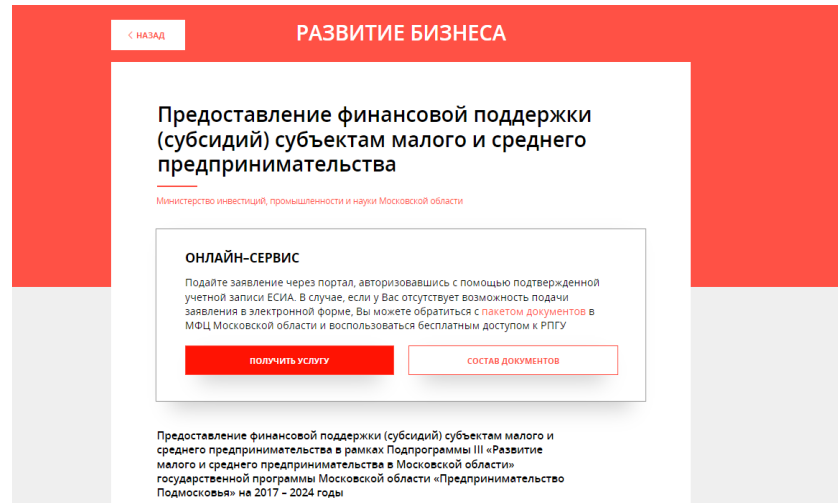 < НАЗАД
РАЗВИТИЕ БИЗНЕСА
Предоставление финансовой поддержки
(субсидий) субъектам малого и среднего
предпринимательства
Министерство инвестиций, промышленности и науки Московской области
ОНЛАЙН–СЕРВИС
Подайте заявление через портал, авторизовавшись с помощью подтвержденной
учетной записи ЕСИА. В случае, если у Вас отсутствует возможность подачи
заявления в электронной форме, Вы можете обратиться с пакетом документов в
МФЦ Московской области и воспользоваться бесплатным доступом к РПГУ
ПОЛУЧИТЬ УСЛУГУ
СОСТАВ ДОКУМЕНТОВ
Предоставление финансовой поддержки (субсидий) субъектам малого и
среднего предпринимательства в рамках Подпрограммы III «Развитие
малого и среднего предпринимательства в Московской области»
государственной программы Московской области «Предпринимательство
Подмосковья» на 2017 – 2024 годы